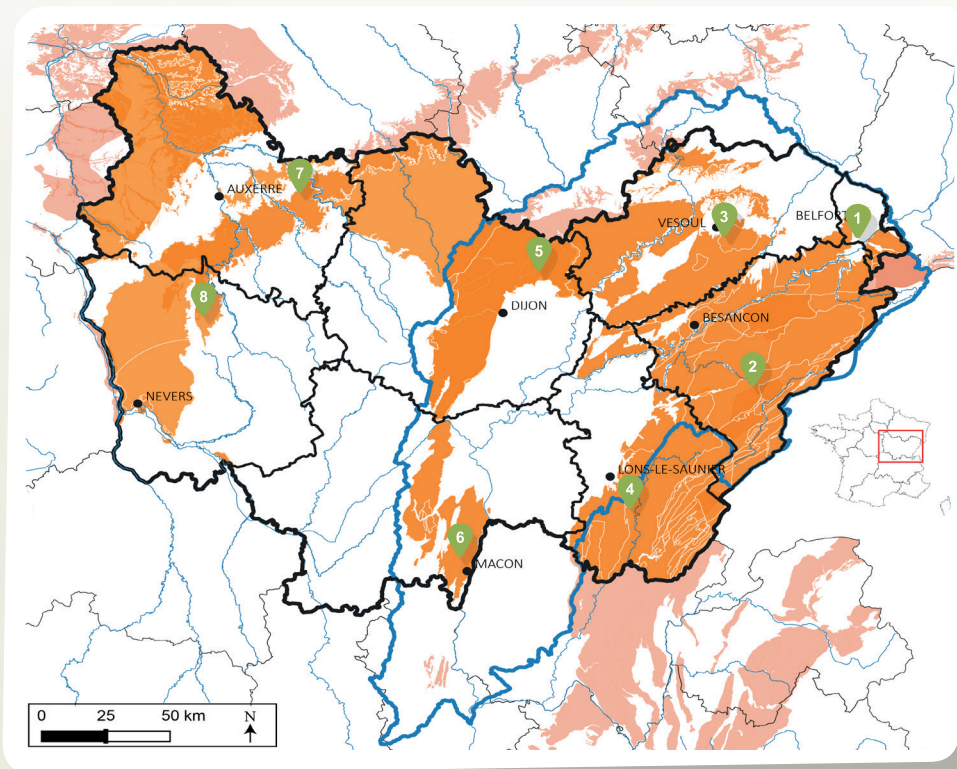 7
AUXERRE
3
1
VESOUL
BELFORT
5
8
DIJON
BESANCON
2
NEVERS
LONS-LE-SAUNIER
4
6
MACON
0 25 50 km
N